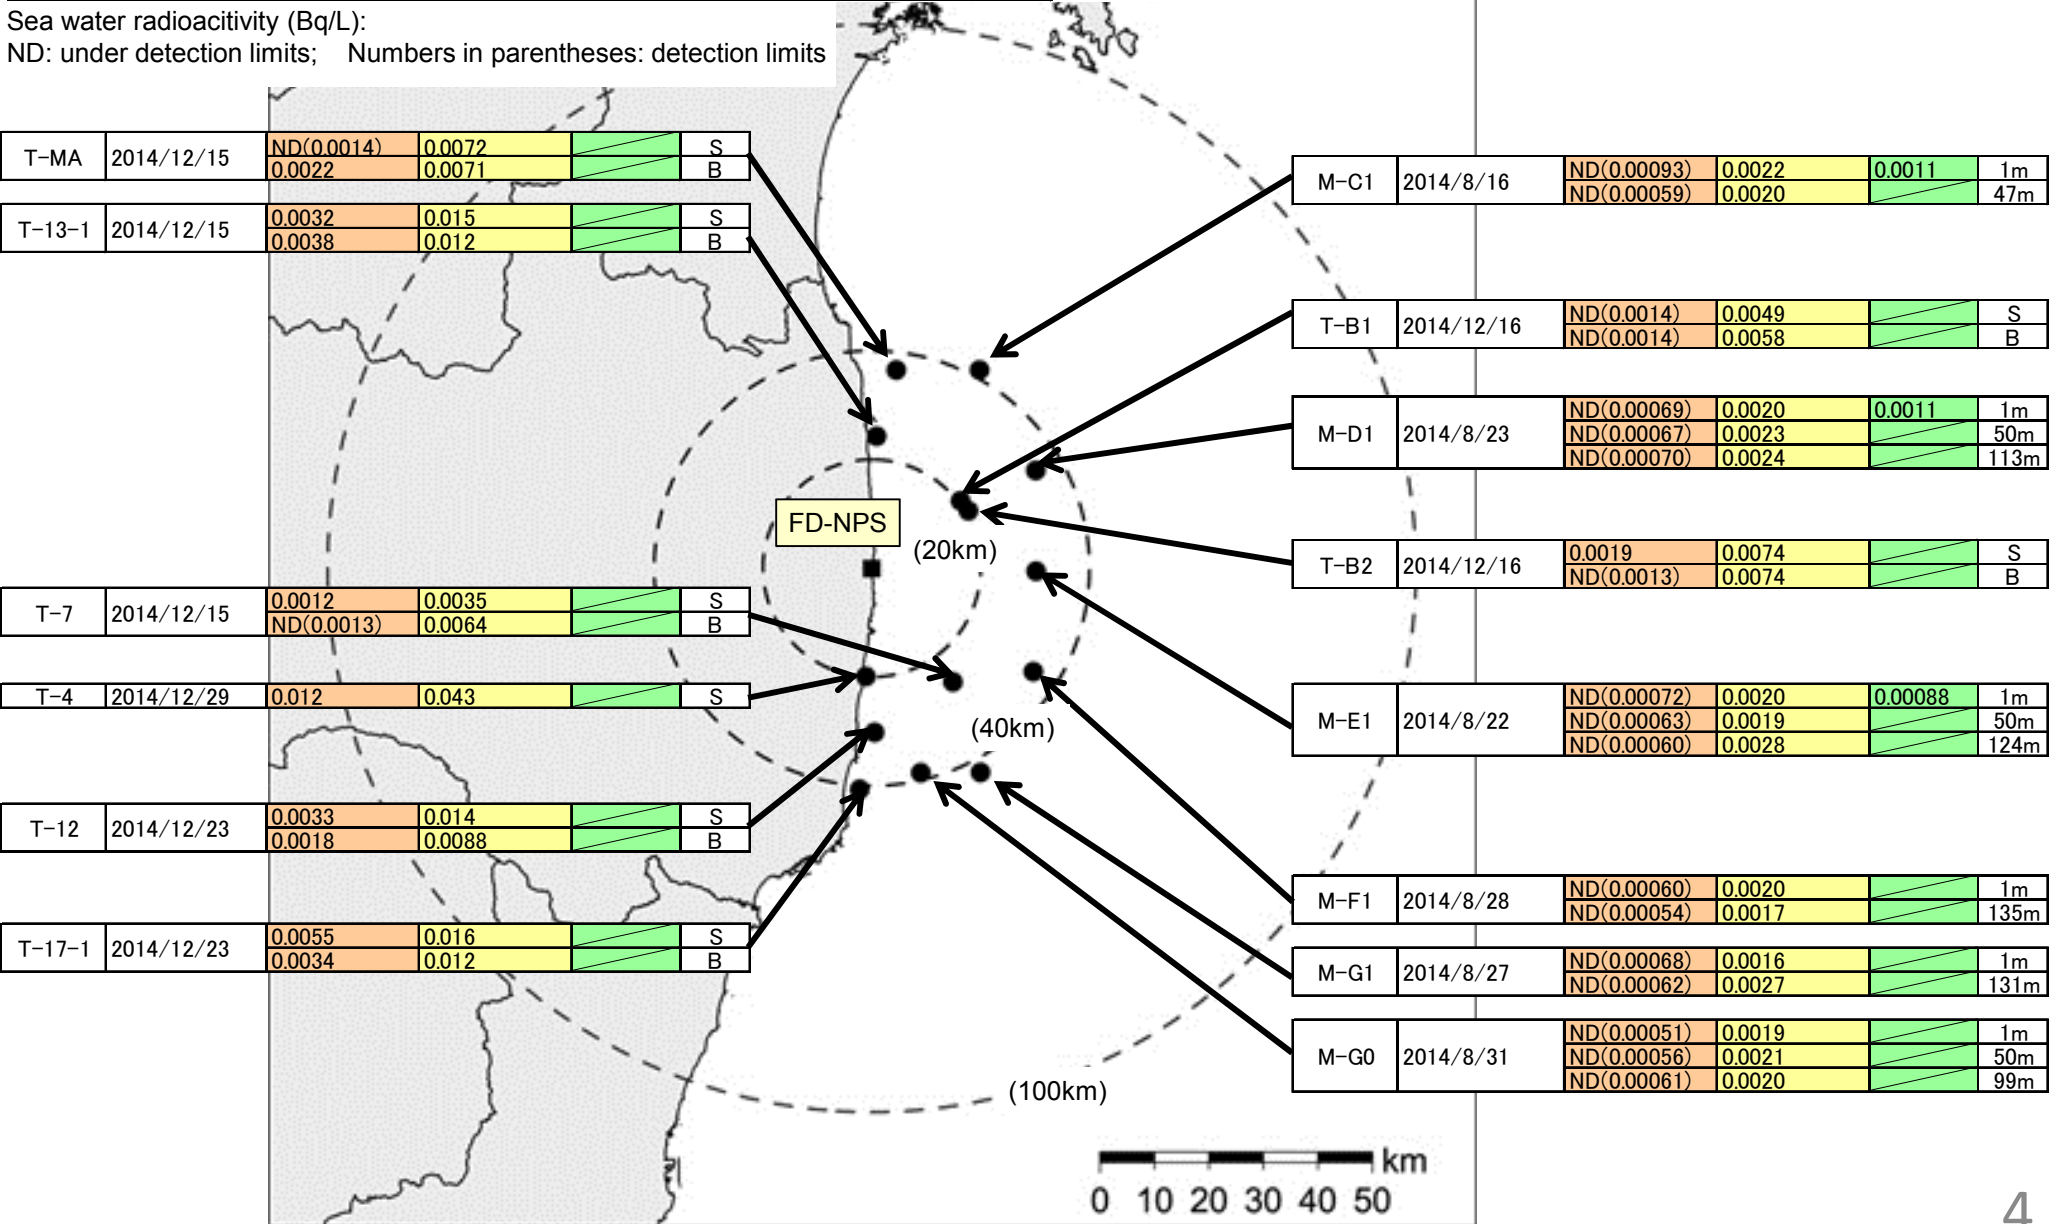 Sea water radioacitivity (Bq/L):
ND: under detection limits; Numbers in parentheses: detection limits
T-MA 2014/12/15 ND(0.0014) 0.0072 S
0.0022 0.0071 B
T-13-1 2014/12/15 0.0032 0.015 S
0.0038 0.012 B
T-7 2014/12/15 0.0012 0.0035 S
ND(0.0013) 0.0064 B
T-4 2014/12/29 0.012 0.043 S
T-12 2014/12/23 0.0033 0.014 S
0.0018 0.0088 B
T-17-1 2014/12/23 0.0055 0.016 S
0.0034 0.012 B
FD-NPS
(20km)
(40km)
(100km)
M-C1 2014/8/16 ND(0.00093) 0.0022 0.0011 1m
ND(0.00059) 0.0020 47m
T-B1 2014/12/16 ND(0.0014) 0.0049 S
ND(0.0014) 0.0058 B
M-D1 2014/8/23 ND(0.00069) 0.0020 0.0011 1m
ND(0.00067) 0.0023 50m
ND(0.00070) 0.0024 113m
T-B2 2014/12/16 0.0019 0.0074 S
ND(0.0013) 0.0074 B
M-E1 2014/8/22 ND(0.00072) 0.0020 0.00088 1m
ND(0.00063) 0.0019 50m
ND(0.00060) 0.0028 124m
M-F1 2014/8/28 ND(0.00060) 0.0020 1m
ND(0.00054) 0.0017 135m
M-G1 2014/8/27 ND(0.00068) 0.0016 1m
ND(0.00062) 0.0027 131m
M-G0 2014/8/31 ND(0.00051) 0.0019 1m
ND(0.00056) 0.0021 50m
ND(0.00061) 0.0020 99m
km
0 10 20 30 40 50
4